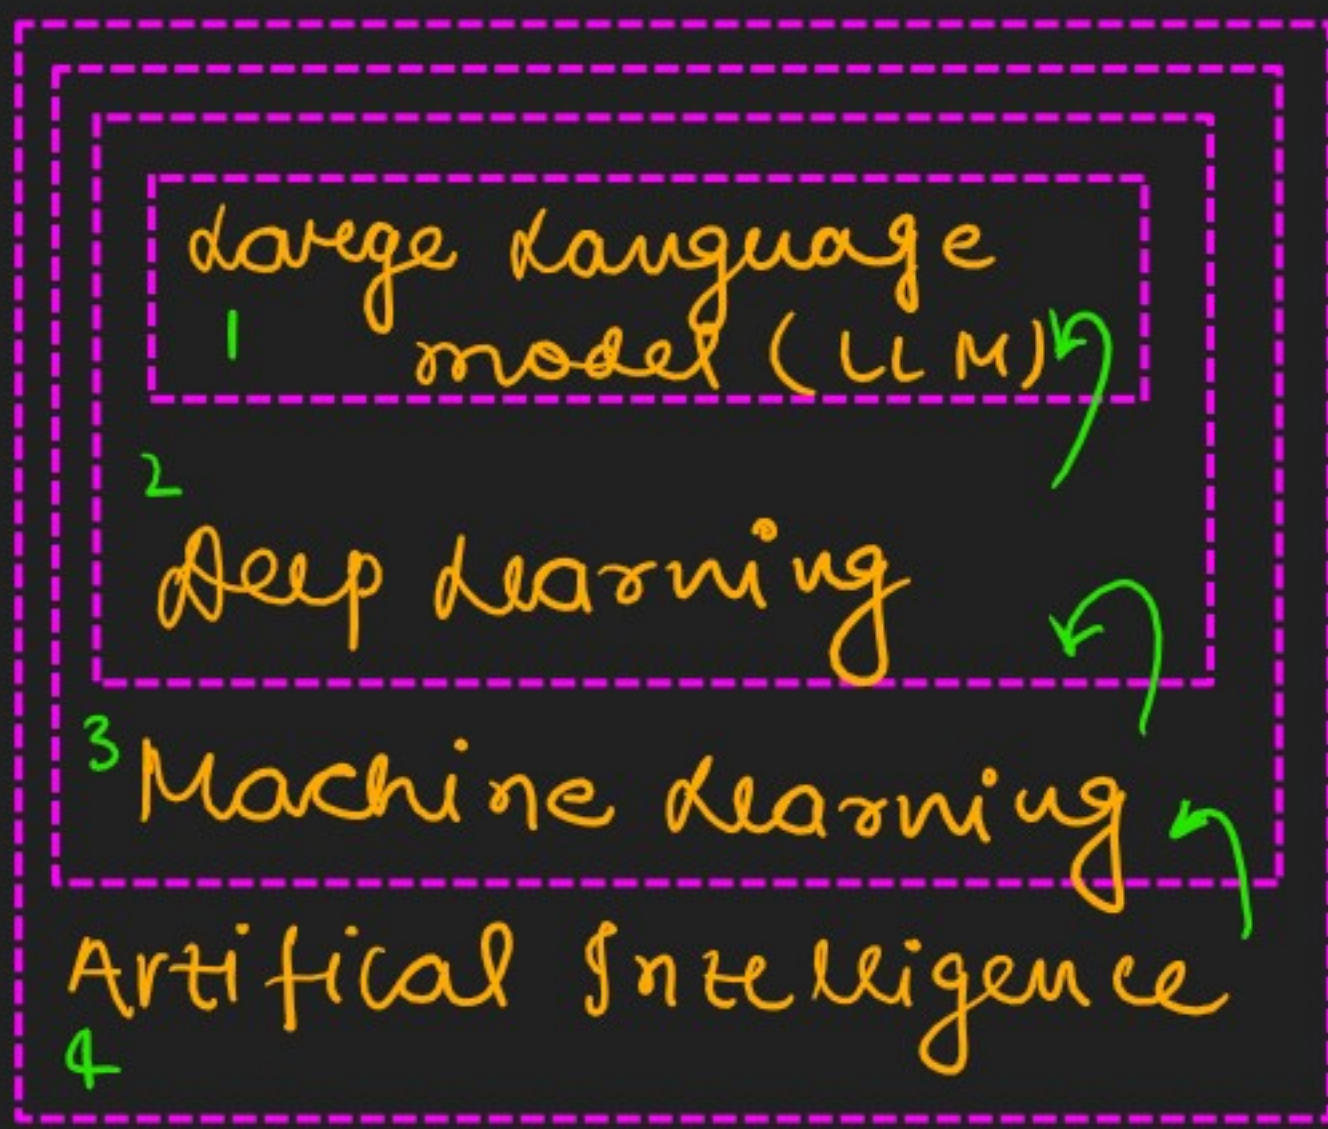 Large Language
1 model (LLM)
2
Deep Learning
3 Machine Learning
Artifical Intelligence
4